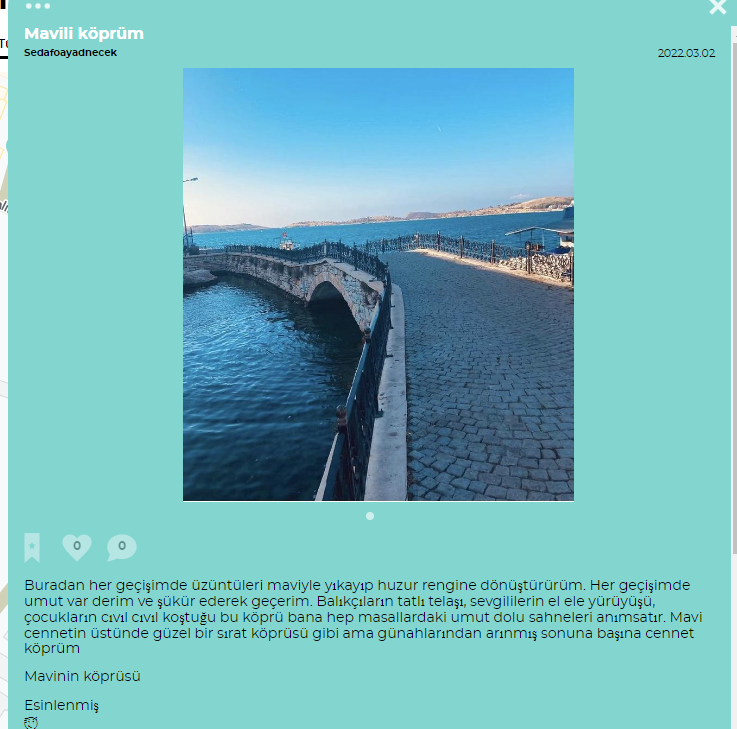 Mavili köprüm
Sedafoayadnecek
2022.03.02
0
0
Buradan her geçişimde üzüntüleri maviyle yıkayıp huzur rengine dönüştürürüm. Her geçişimde
umut var derim ve şükür ederek geçerim. Balıkçıların tatlı telaşı, sevgililerin el ele yürüyüşü,
çocukların cıvıl cıvıl koştuğu bu köprü bana hep masallardaki umut dolu sahneleri anımsatır. Mavi
cennetin üstünde güzel bir sırat köprüsü gibi ama günahlarından arınmış sonuna başına cennet
köprüm
Mavinin köprüsü
Esinlenmiş